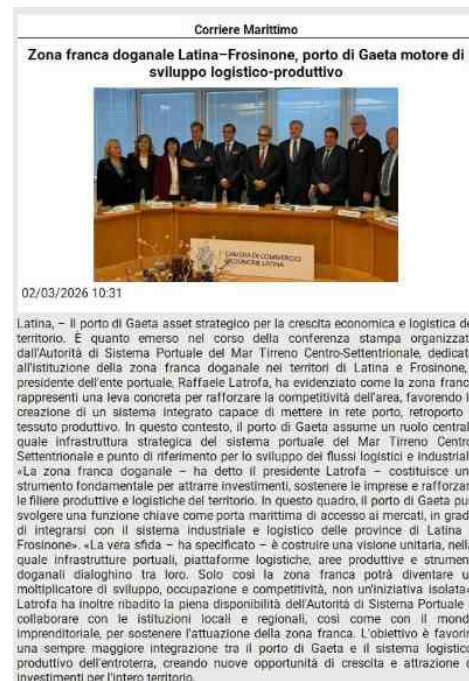 Corriere Marittimo
Zona franca doganale Latina–Frosinone, porto di Gaeta motore di
sviluppo logistico-produttivo
CAMERA DI COMMERCIO
FROSINONE LATINA
02/03/2026 10:31
Latina, – Il porto di Gaeta asset strategico per la crescita economica e logistica de
territorio. È quanto emerso nel corso della conferenza stampa organizzat
dall'Autorità di Sistema Portuale del Mar Tirreno Centro-Settentrionale, dedicat
all'istituzione della zona franca doganale nei territori di Latina e Frosinone,
presidente dell'ente portuale, Raffaele Latrofa, ha evidenziato come la zona franc
rappresenti una leva concreta per rafforzare la competitività dell'area, favorendo l
creazione di un sistema integrato capace di mettere in rete porto, retroporto
tessuto produttivo. In questo contesto, il porto di Gaeta assume un ruolo central
quale infrastruttura strategica del sistema portuale del Mar Tirreno Centro
Settentrionale e punto di riferimento per lo sviluppo dei flussi logistici e industrial
«La zona franca doganale – ha detto il presidente Latrofa – costituisce un
strumento fondamentale per attrarre investimenti, sostenere le imprese e rafforzar
le filiere produttive e logistiche del territorio. In questo quadro, il porto di Gaeta pu
svolgere una funzione chiave come porta marittima di accesso ai mercati, in grad
di integrarsi con il sistema industriale e logistico delle province di Latina
Frosinone». «La vera sfida – ha specificato – è costruire una visione unitaria, nell
quale infrastrutture portuali, piattaforme logistiche, aree produttive e strumen
doganali dialoghino tra loro. Solo così la zona franca potrà diventare u
moltiplicatore di sviluppo, occupazione e competitività, non un'iniziativa isolata»
Latrofa ha inoltre ribadito la piena disponibilità dell'Autorità di Sistema Portuale
collaborare con le istituzioni locali e regionali, così come con il mond
imprenditoriale, per sostenere l'attuazione della zona franca. L'obiettivo è favorir
una sempre maggiore integrazione tra il porto di Gaeta e il sistema logistico
produttivo dell'entroterra, creando nuove opportunità di crescita e attrazione d
investimenti per l'intero territorio.